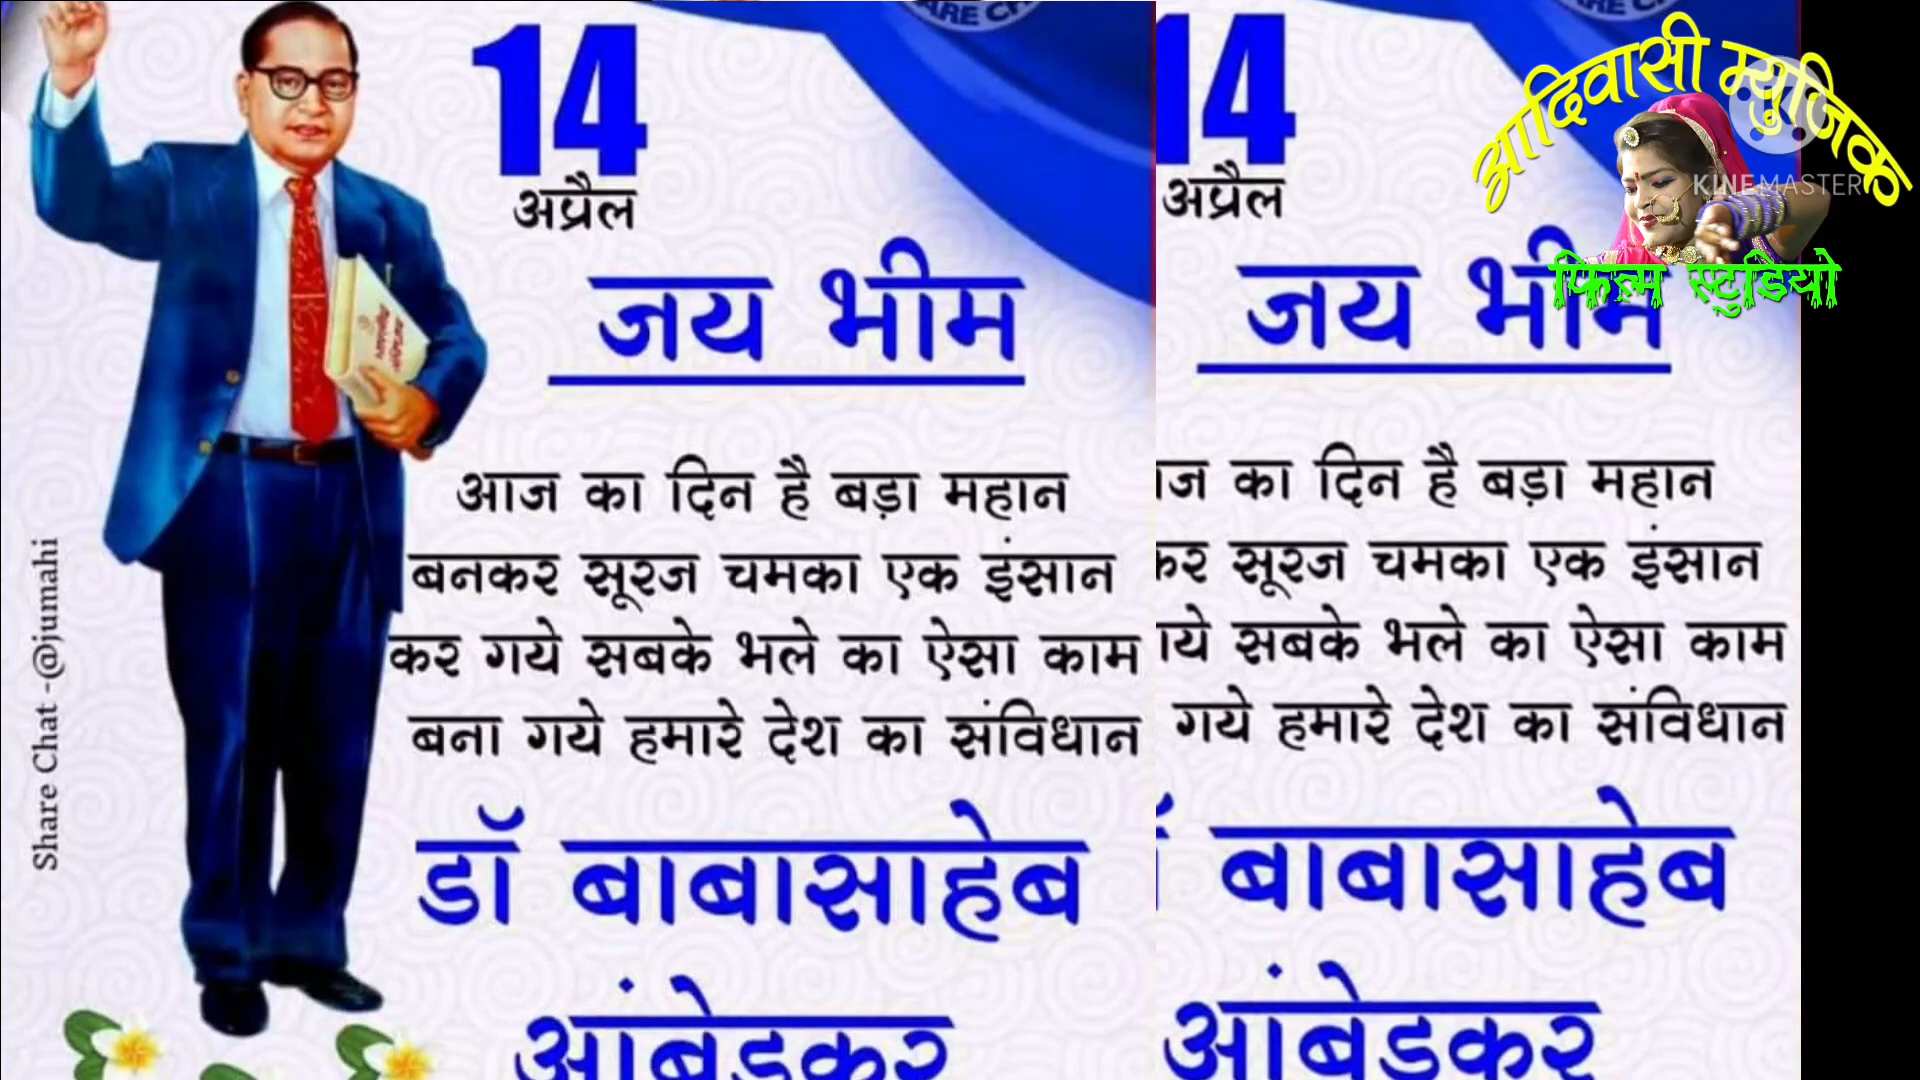 14
अप्रैल
जय भीम
आज का दिन है बड़ा महान
बनकर सूरज चमका एक इंसान
कर गये सबके भले का ऐसा काम
बना गये हमारे देश का संविधान
डॉ बाबासाहेब
आंबेडकर
Share Chat -@jumahi
14
अप्रैल
जय भीम
का दिन है बड़ा महान
सूरज चमका एक इंसान
सबके भले का ऐसा काम
गये हमारे देश का संविधान
बाबासाहेब
आंबेडकर
आदिवासी म्युजिक
KINEMASTER
फिल्म स्टुडियो